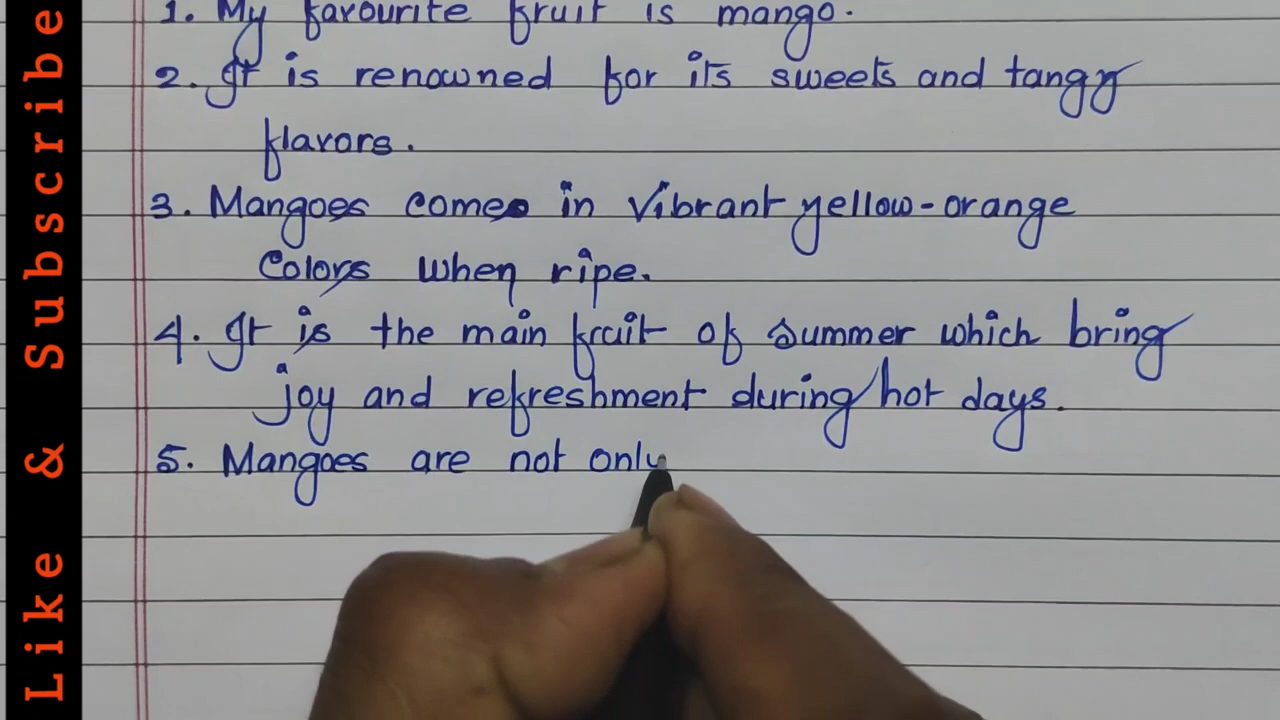 Like & Subscribe
1. My favourite fruit is mango.
2. It is renowned for its sweets and tangy
flavors.
3. Mangoes come in vibrant yellow-orange
colors when ripe.
4. It is the main fruit of summer which bring
joy and refreshment during hot days.
5. Mangoes are not only